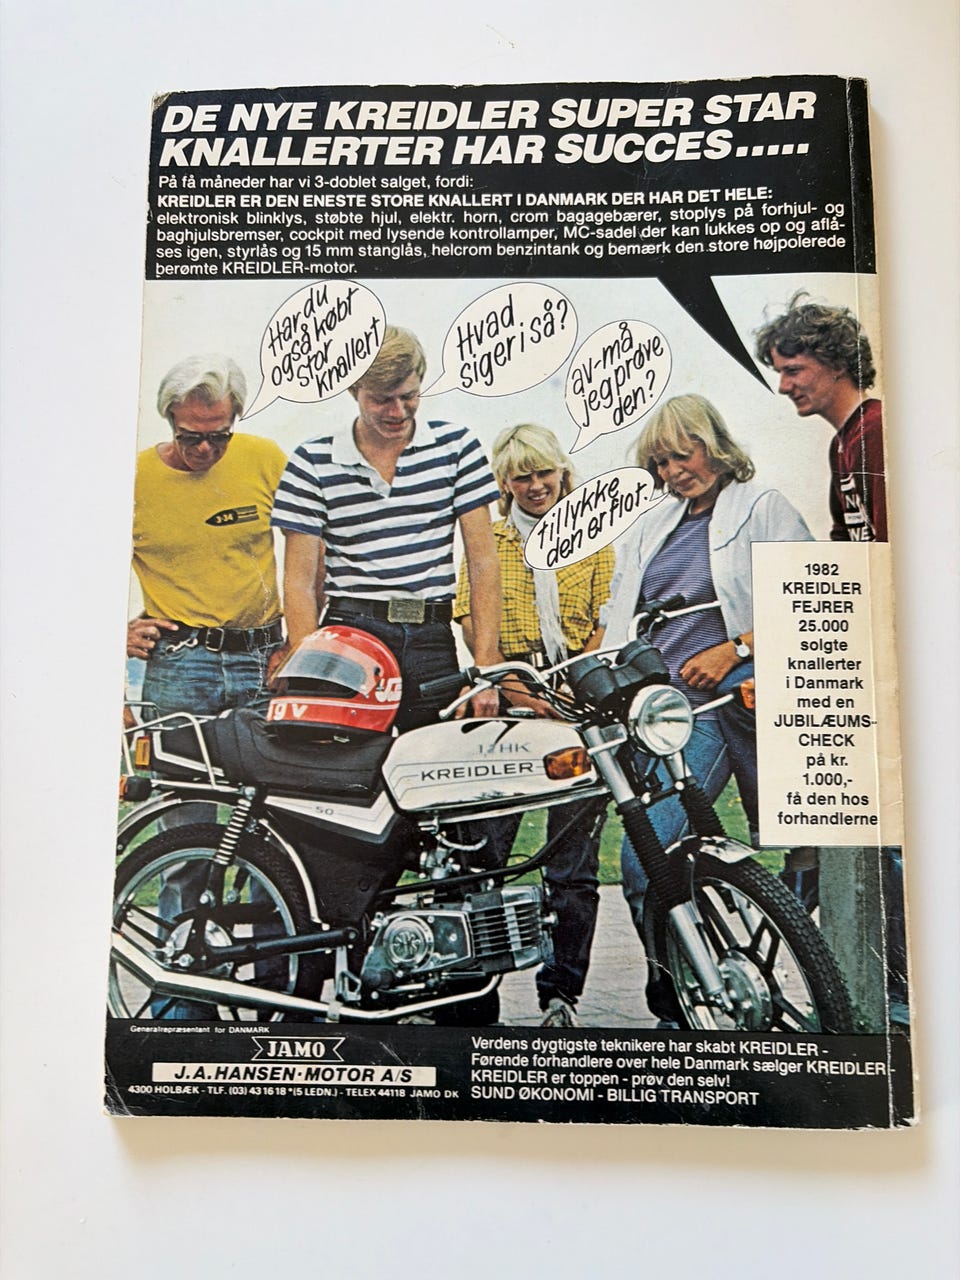 DE NYE KREIDLER SUPER STAR
KNALLERTER HAR SUCCES.....
På få måneder har vi 3-doblet salget, fordi:
KREIDLER ER DEN ENESTE STORE KNALLERT I DANMARK DER HAR DET HELE:
elektronisk blinklys, støbte hjul, elektr. horn, crom bagagebærer, stoplys på forhjul- og
baghjulsbremser, cockpit med lysende kontrollamper, MC-sadel der kan lukkes op og aflå-
ses igen, styrlås og 15 mm stanglås, helcrom benzintank og bemærk den store højpolerede
berømte KREIDLER-motor.
Har du
også købt
stor
knallert
Hvad
siger i så?
av-må
jeg prøve
den?
tillykke
den er flot.
3-34
NO
WE
1982
KREIDLER
FEJRER
25.000
solgte
knallerter
i Danmark
med en
JUBILÆUMS-
CHECK
på kr.
1.000,-
få den hos
forhandlerne
KREIDLER
50
Generalrepræsentant for DANMARK
JAMO
J.A.HANSEN·MOTOR A/S
4300 HOLBÆK - TLF. (03) 43 16 18 *(5 LEDN.) - TELEX 44118 JAMO DK
Verdens dygtigste teknikere har skabt KREIDLER -
Førende forhandlere over hele Danmark sælger KREIDLER -
KREIDLER er toppen - prøv den selv!
SUND ØKONOMI - BILLIG TRANSPORT